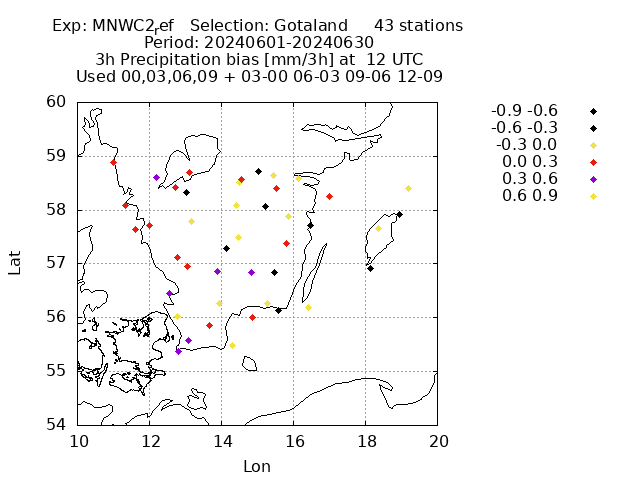 Exp: MNWC2ref Selection: Gotaland 43 stations
Period: 20240601-20240630
3h Precipitation bias [mm/3h] at 12 UTC
Used 00,03,06,09 + 03-00 06-03 09-06 12-09
-0.9 -0.6
-0.6 -0.3
-0.3 0.0
0.0 0.3
0.3 0.6
0.6 0.9
60
59
58
57
56
55
54
Lat
10 12 14 16 18 20
Lon